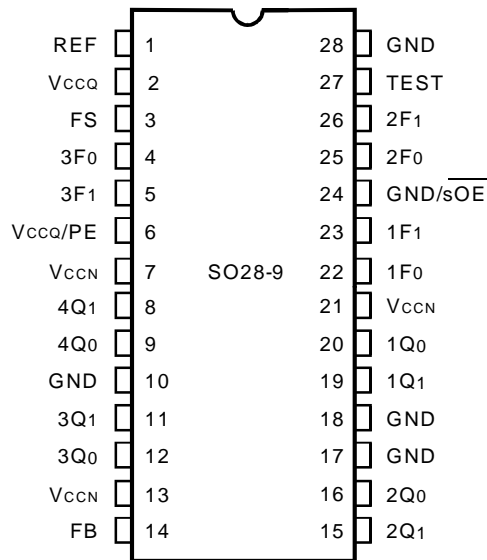 REF 1 28 GND
VCCQ 2 27 TEST
FS 3 26 2F1
3F0 4 25 2F0
3F1 5 24 GND/sOE
VCCQ/PE 6 23 1F1
VCCN 7 SO28-9 22 1F0
4Q1 8 21 VCCN
4Q0 9 20 1Q0
GND 10 19 1Q1
3Q1 11 18 GND
3Q0 12 17 GND
VCCN 13 16 2Q0
FB 14 15 2Q1